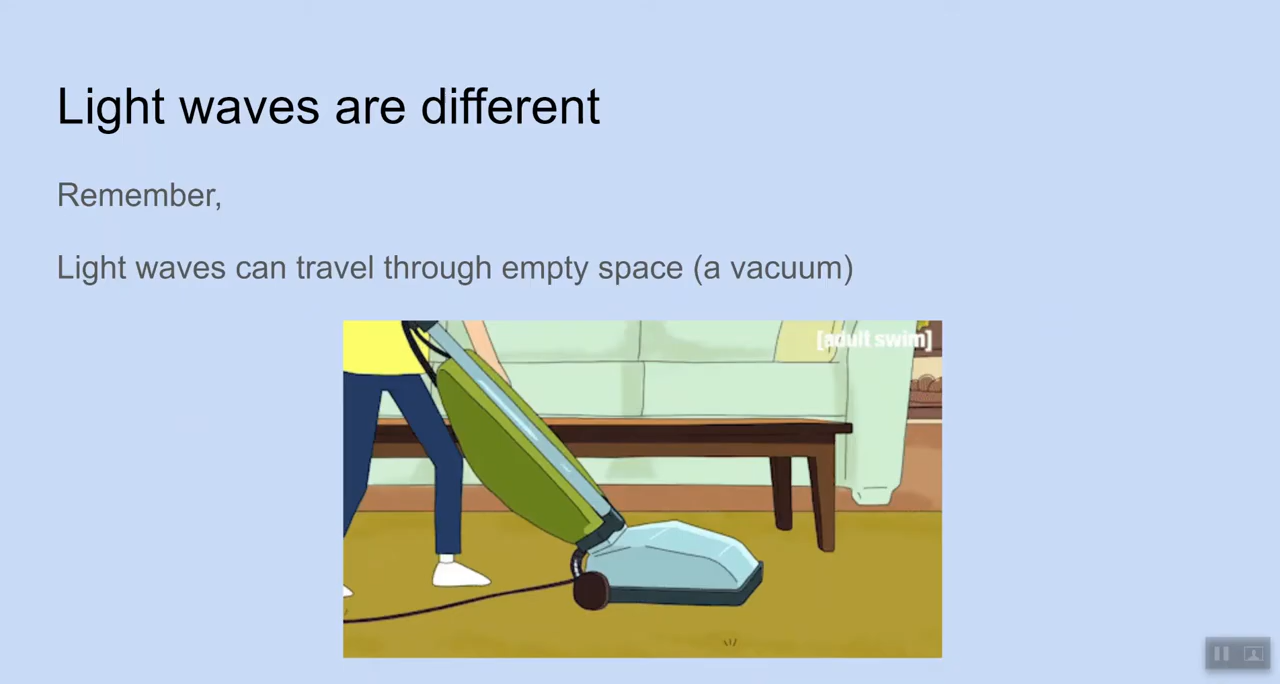 Light waves are different
Remember,
Light waves can travel through empty space (a vacuum)
[adult swim]